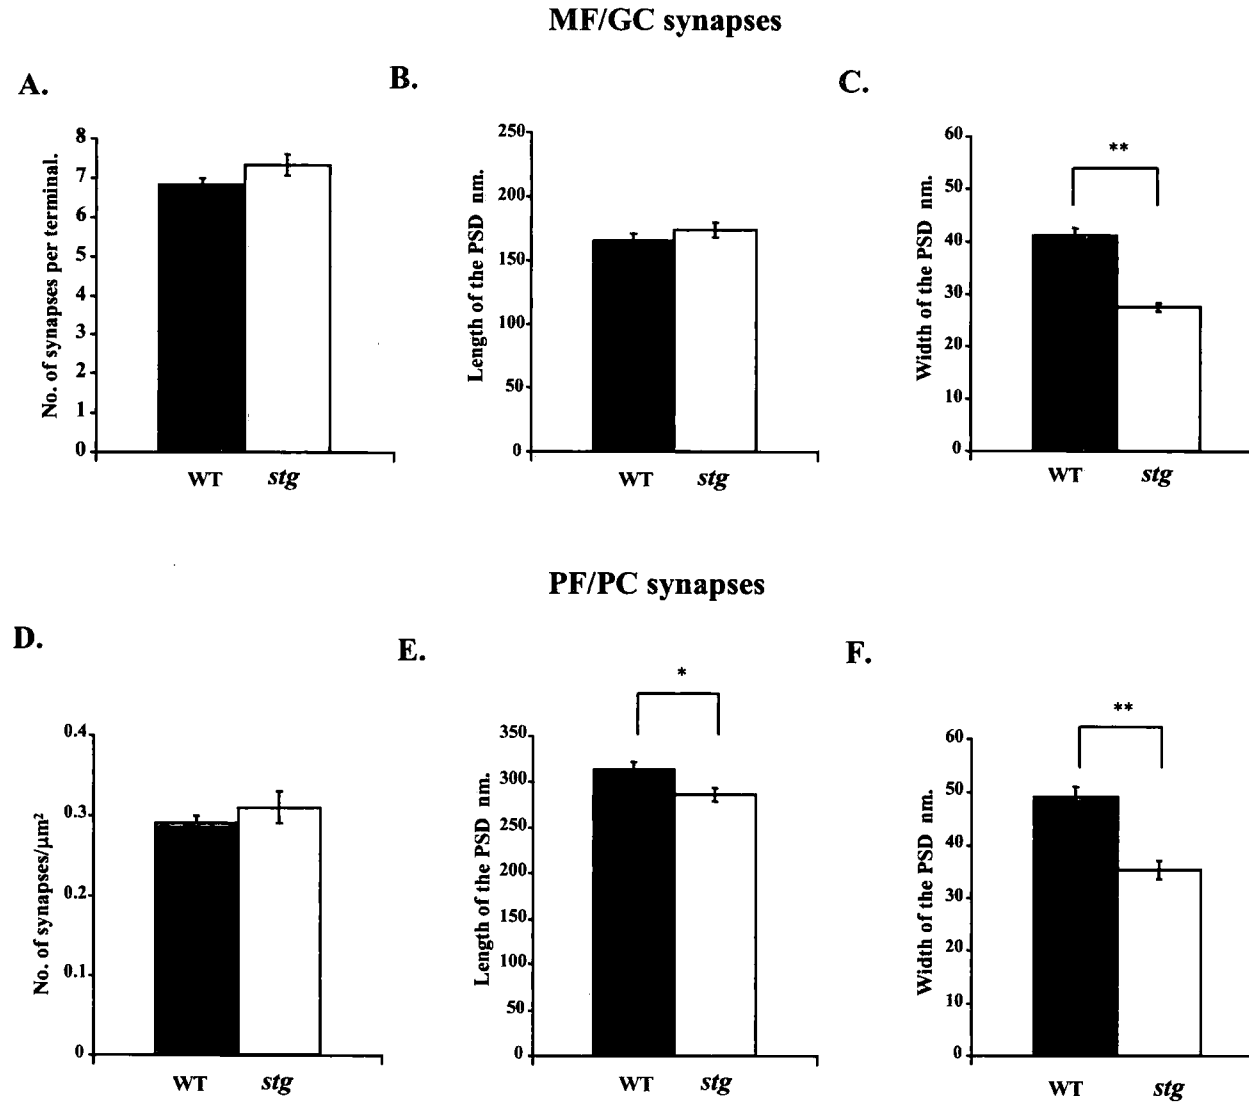 MF/GC synapses
A.
B.
C.
No. of synapses per terminal.
8
7
6
5
4
3
2
1
0
WT
stg
Length of the PSD nm.
250
200
150
100
50
0
WT
stg
Width of the PSD nm.
60
50
40
30
20
10
0
**
WT
stg
PF/PC synapses
D.
E.
F.
No. of synapses/μm²
0.4
0.3
0.2
0.1
0
WT
stg
Length of the PSD nm.
350
300
250
200
150
100
50
0
*
WT
stg
Width of the PSD nm.
60
50
40
30
20
10
0
**
WT
stg